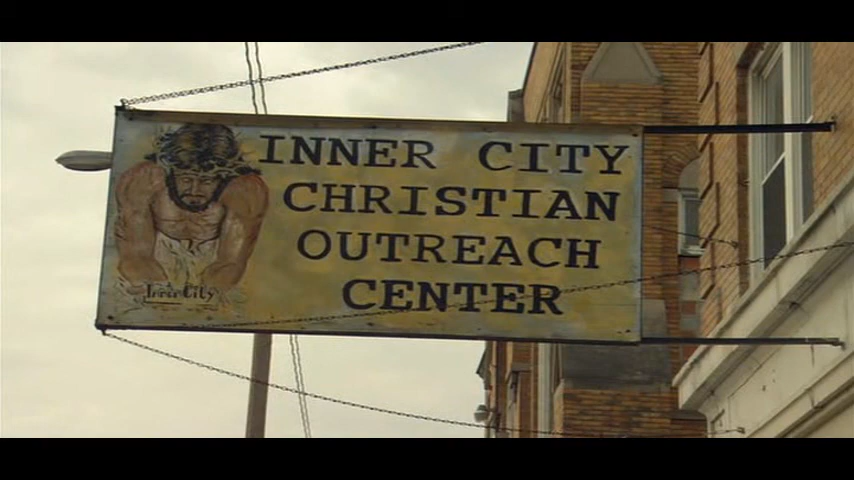 INNER CITY
CHRISTIAN
OUTREACH
CENTER
Inner City